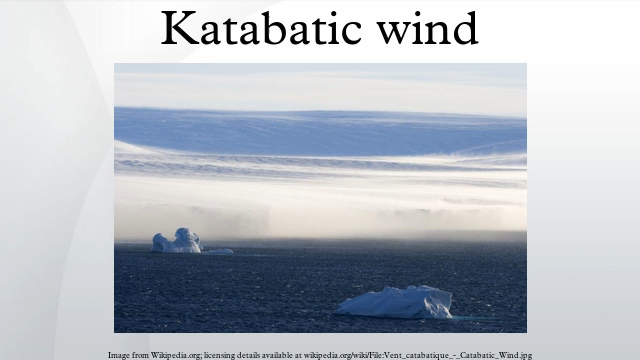 Katabatic wind
Image from Wikipedia.org; licensing details available at wikipedia.org/wiki/File:Vent_catabatique_-_Catabatic_Wind.jpg